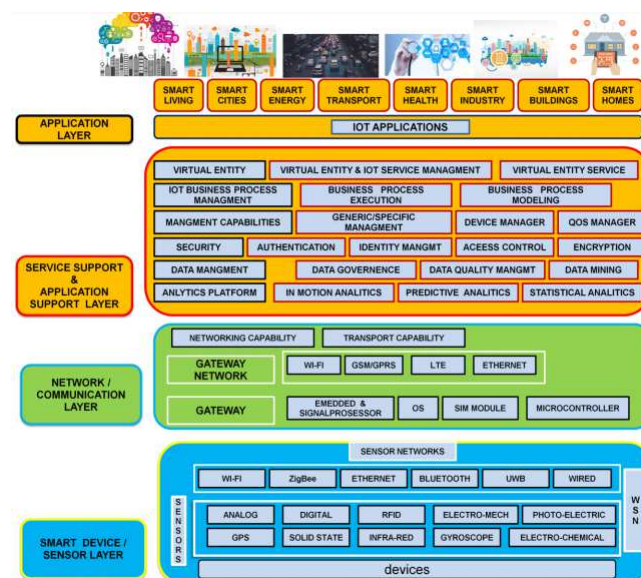 SMART LIVING
SMART CITIES
SMART ENERGY
SMART TRANSPORT
SMART HEALTH
SMART INDUSTRY
SMART BUILDINGS
SMART HOMES
APPLICATION LAYER
IOT APPLICATIONS
VIRTUAL ENTITY
VIRTUAL ENTITY & IOT SERVICE MANAGMENT
VIRTUAL ENTITY SERVICE
IOT BUSINESS PROCESS MANAGMENT
BUSINESS PROCESS EXECUTION
BUSINESS PROCESS MODELING
MANGMENT CAPABILITIES
GENERIC/SPECIFIC MANAGMENT
DEVICE MANAGER
QOS MANAGER
SECURITY
AUTHENTICATION
IDENTITY MANGMT
ACEESS CONTROL
ENCRYPTION
SERVICE SUPPORT & APPLICATION SUPPORT LAYER
DATA MANGMENT
DATA GOVERNENCE
DATA QUALITY MANGMT
DATA MINING
ANLYTICS PLATFORM
IN MOTION ANALITICS
PREDICTIVE ANALITICS
STATISTICAL ANALITICS
NETWORKING CAPABILITY
TRANSPORT CAPABILITY
NETWORK / COMMUNICATION LAYER
GATEWAY NETWORK
WI-FI
GSM/GPRS
LTE
ETHERNET
GATEWAY
EMEDDED & SIGNALPROSESSOR
OS
SIM MODULE
MICROCONTROLLER
SENSOR NETWORKS
WI-FI
ZigBee
ETHERNET
BLUETOOTH
UWB
WIRED
SENSORS
WSN
SMART DEVICE / SENSOR LAYER
ANALOG
DIGITAL
RFID
ELECTRO-MECH
PHOTO-ELECTRIC
GPS
SOLID STATE
INFRA-RED
GYROSCOPE
ELECTRO-CHEMICAL
devices